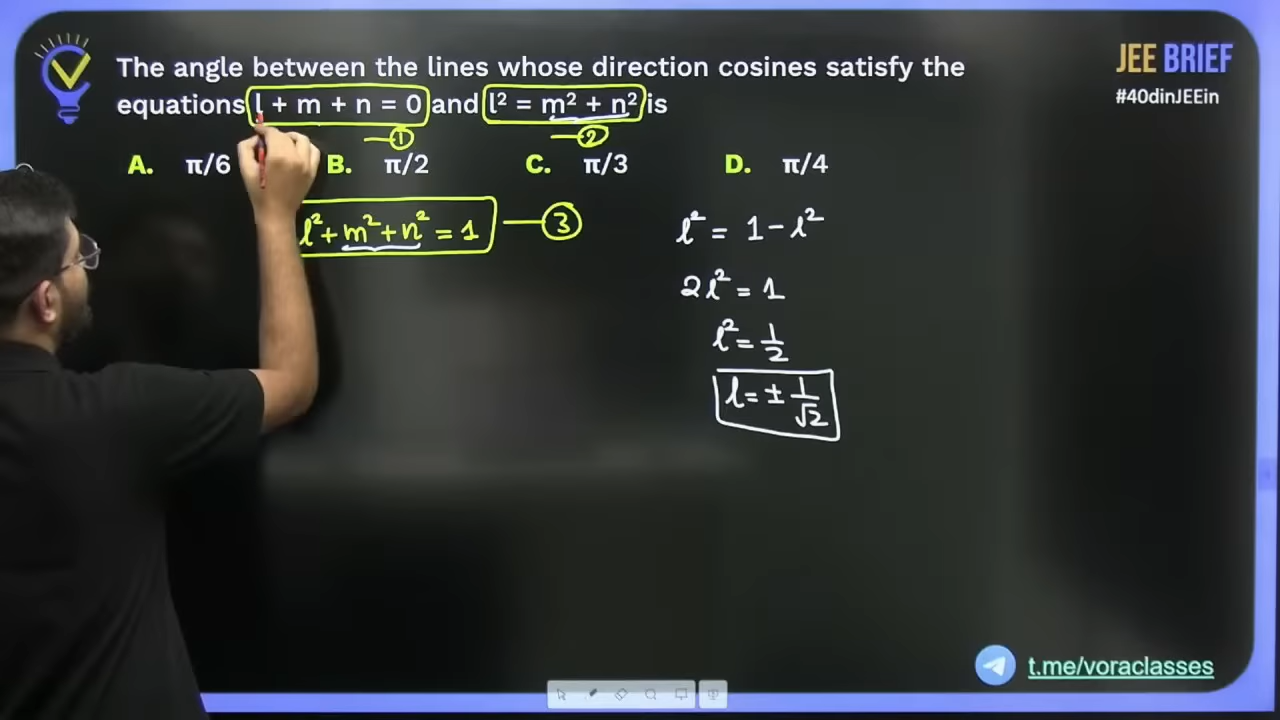 The angle between the lines whose direction cosines satisfy the
equations l + m + n = 0 and l² = m² + n² is
JEE BRIEF
#40dinJEEin
① ②
A. π/6 B. π/2 C. π/3 D. π/4
l² + m² + n² = 1 — ③
l² = 1 - l²
2l² = 1
l² = 1/2
l = ± 1/√2
t.me/voraclasses